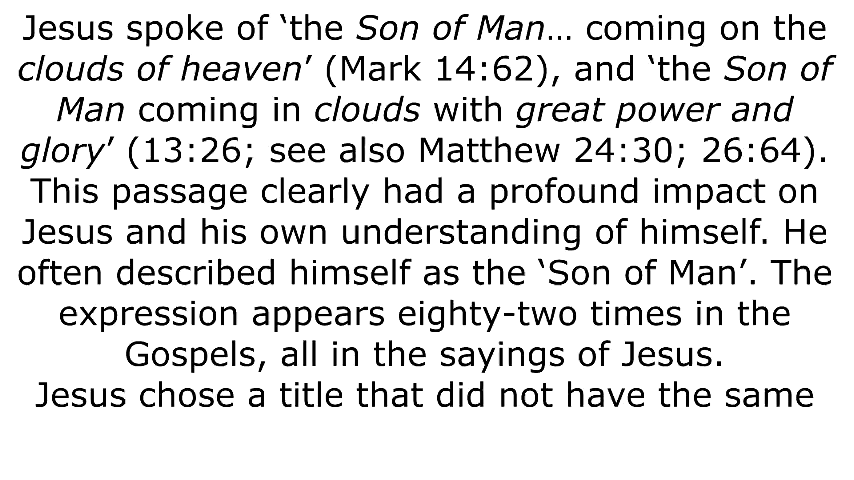 Jesus spoke of ‘the Son of Man… coming on the
clouds of heaven’ (Mark 14:62), and ‘the Son of
Man coming in clouds with great power and
glory’ (13:26; see also Matthew 24:30; 26:64).
This passage clearly had a profound impact on
Jesus and his own understanding of himself. He
often described himself as the ‘Son of Man’. The
expression appears eighty-two times in the
Gospels, all in the sayings of Jesus.
Jesus chose a title that did not have the same